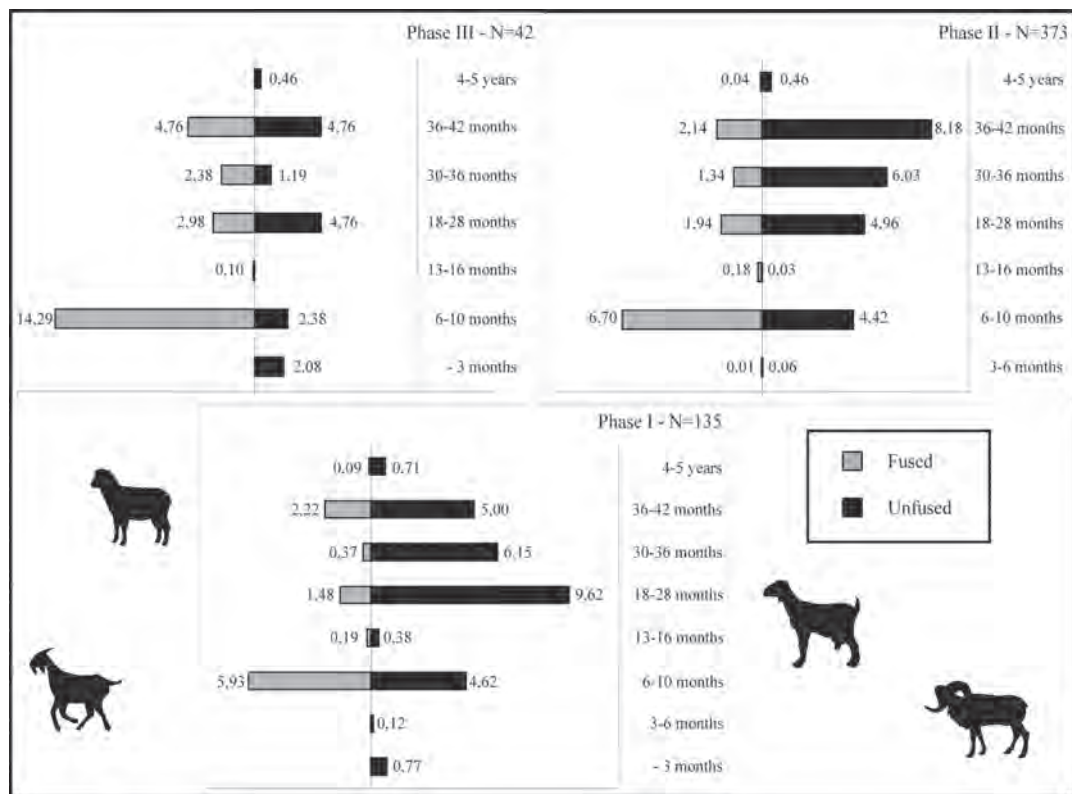 Phase III - N=42
0,46 4-5 years
4,76 4,76 36-42 months
2,38 1,19 30-36 months
2,98 4,76 18-28 months
0,10 13-16 months
14,29 2,38 6-10 months
2,08 - 3 months
Phase II - N=373
0,04 0,46 4-5 years
2,14 8,18 36-42 months
1,34 6,03 30-36 months
1,94 4,96 18-28 months
0,18 0,03 13-16 months
6,70 4,42 6-10 months
0,01 0,06 3-6 months
Phase I - N=135
0,09 0,71 4-5 years
2,22 5,00 36-42 months
0,37 6,15 30-36 months
1,48 9,62 18-28 months
0,19 0,38 13-16 months
5,93 4,62 6-10 months
0,12 3-6 months
0,77 - 3 months
Fused
Unfused